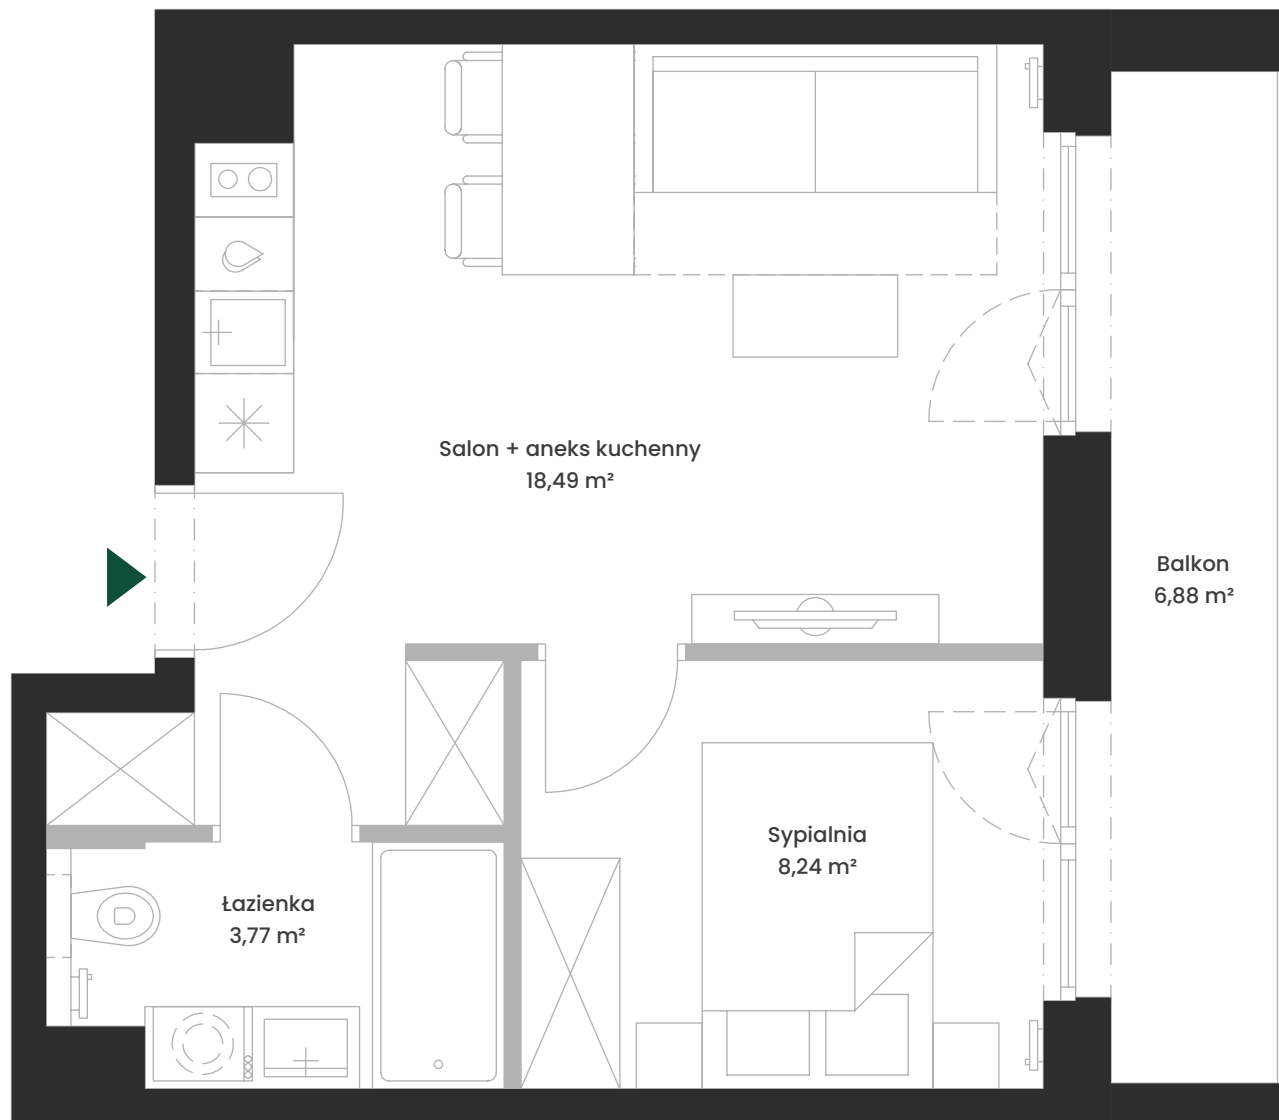 Salon + aneks kuchenny
18,49 m²
Balkon
6,88 m²
Sypialnia
8,24 m²
Łazienka
3,77 m²